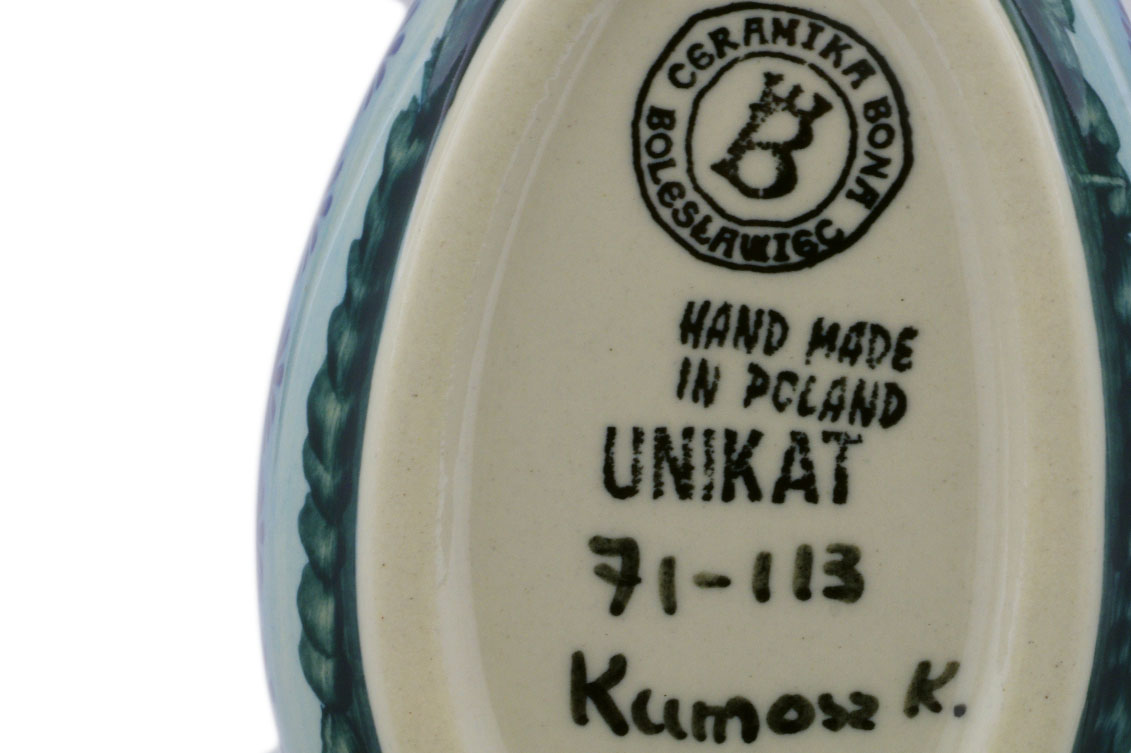 CERAMIKA BONA
BOLESŁAWIEC
B
HAND MADE
IN POLAND
UNIKAT
71-113
Kumosz K.